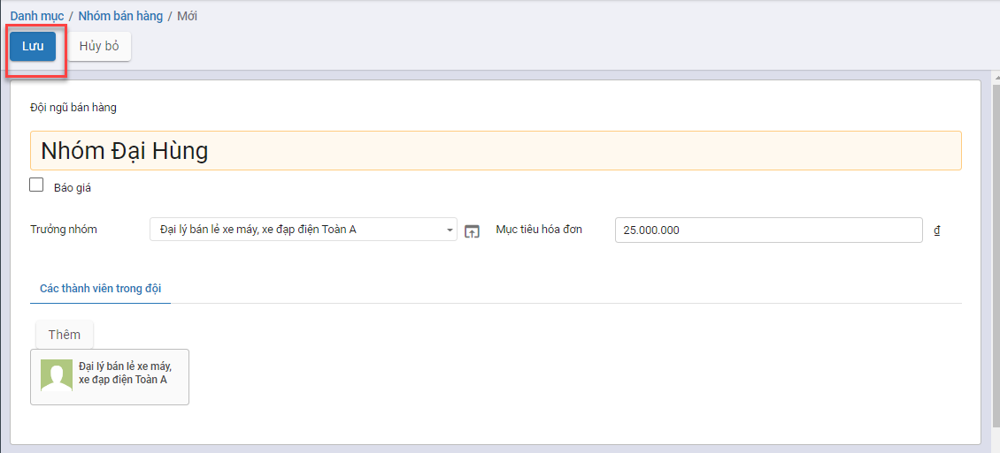 Danh mục / Nhóm bán hàng / Mới
Lưu Hủy bỏ
Đội ngũ bán hàng
Nhóm Đại Hùng
Báo giá
Trưởng nhóm Đại lý bán lẻ xe máy, xe đạp điện Toàn A Mục tiêu hóa đơn 25.000.000 ₫
Các thành viên trong đội
Thêm
Đại lý bán lẻ xe máy,
xe đạp điện Toàn A